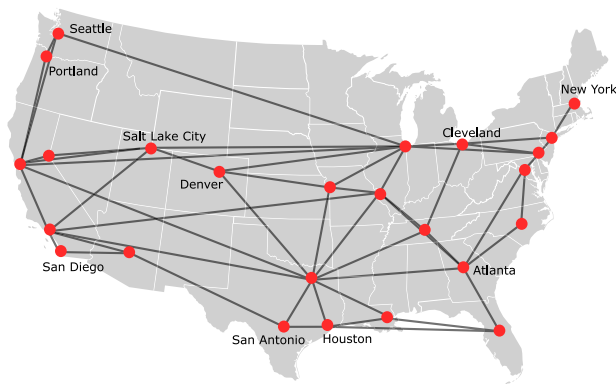 Seattle
Portland
New York
Salt Lake City
Cleveland
Denver
San Diego
Atlanta
San Antonio
Houston